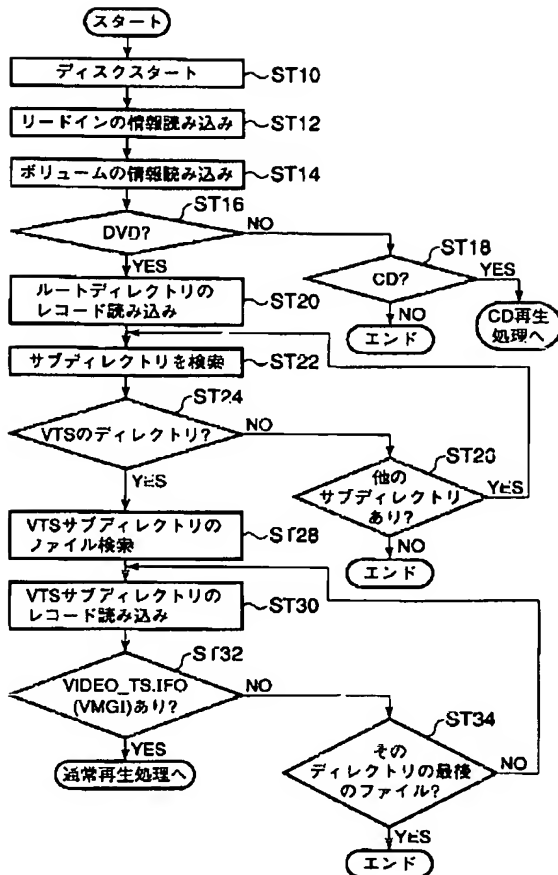 スタート
ディスクスタート
ST10
リードインの情報読み込み
ST12
ボリュームの情報読み込み
ST14
ST16
DVD?
NO
YES
ST18
CD?
YES
NO
エンド
CD再生
処理へ
ルートディレクトリの
レコード読み込み
ST20
サブディレクトリを検索
ST22
ST24
VTSのディレクトリ?
NO
YES
ST26
他の
サブディレクトリ
あり?
YES
NO
エンド
VTSサブディレクトリの
ファイル検索
ST28
VTSサブディレクトリの
レコード読み込み
ST30
ST32
VIDEO_TS.IFO
(VMGI)あり?
NO
YES
通常再生処理へ
ST34
その
ディレクトリの最後
のファイル?
NO
YES
エンド